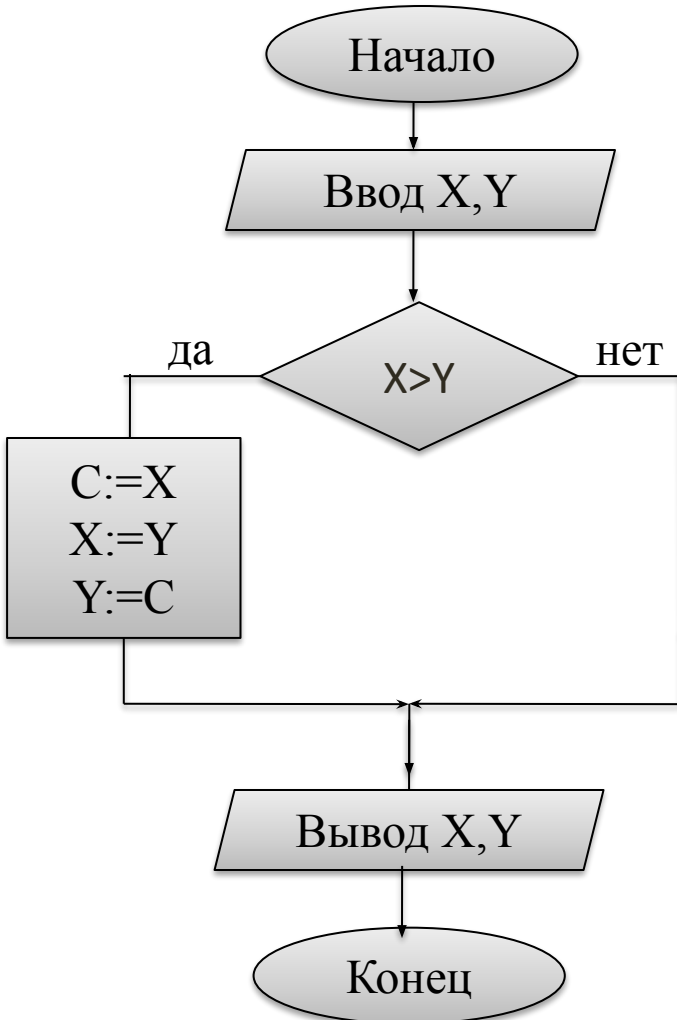 Начало
Ввод X,Y
да
нет
X>Y
C:=X
X:=Y
Y:=C
Вывод X,Y
Конец